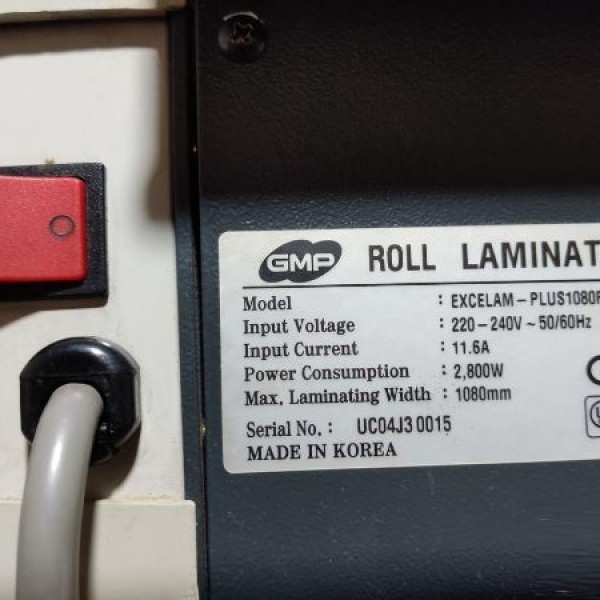 GMP ROLL LAMINAT
Model : EXCELAM-PLUS1080
Input Voltage : 220-240V ~ 50/60Hz
Input Current : 11.6A
Power Consumption : 2,800W
Max. Laminating Width : 1080mm
Serial No. : UC04J3 0015
MADE IN KOREA